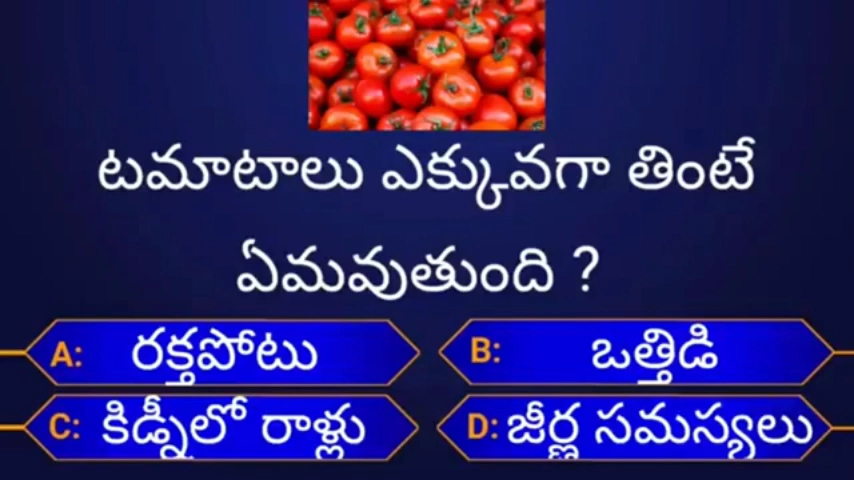 టమాటాలు ఎక్కువగా తింటే
ఏమవుతుంది ?
A: రక్తపోటు
B: ఒత్తిడి
C: కిడ్నీలో రాళ్లు
D: జీర్ణ సమస్యలు